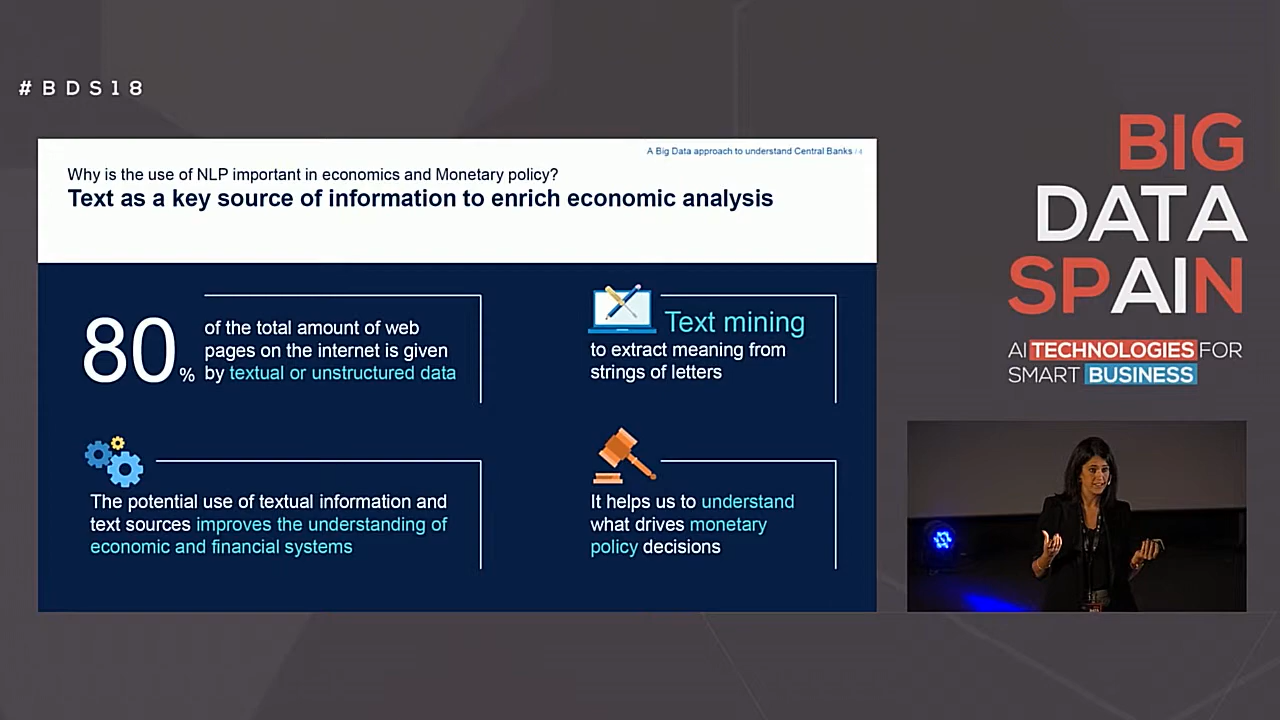 #BDS18
A Big Data approach to understand Central Banks / 4
Why is the use of NLP important in economics and Monetary policy?
Text as a key source of information to enrich economic analysis
80%
of the total amount of web
pages on the internet is given
by textual or unstructured data
Text mining
to extract meaning from
strings of letters
The potential use of textual information and
text sources improves the understanding of
economic and financial systems
It helps us to understand
what drives monetary
policy decisions
BIG
DATA
SPAIN
AI TECHNOLOGIES FOR
SMART BUSINESS